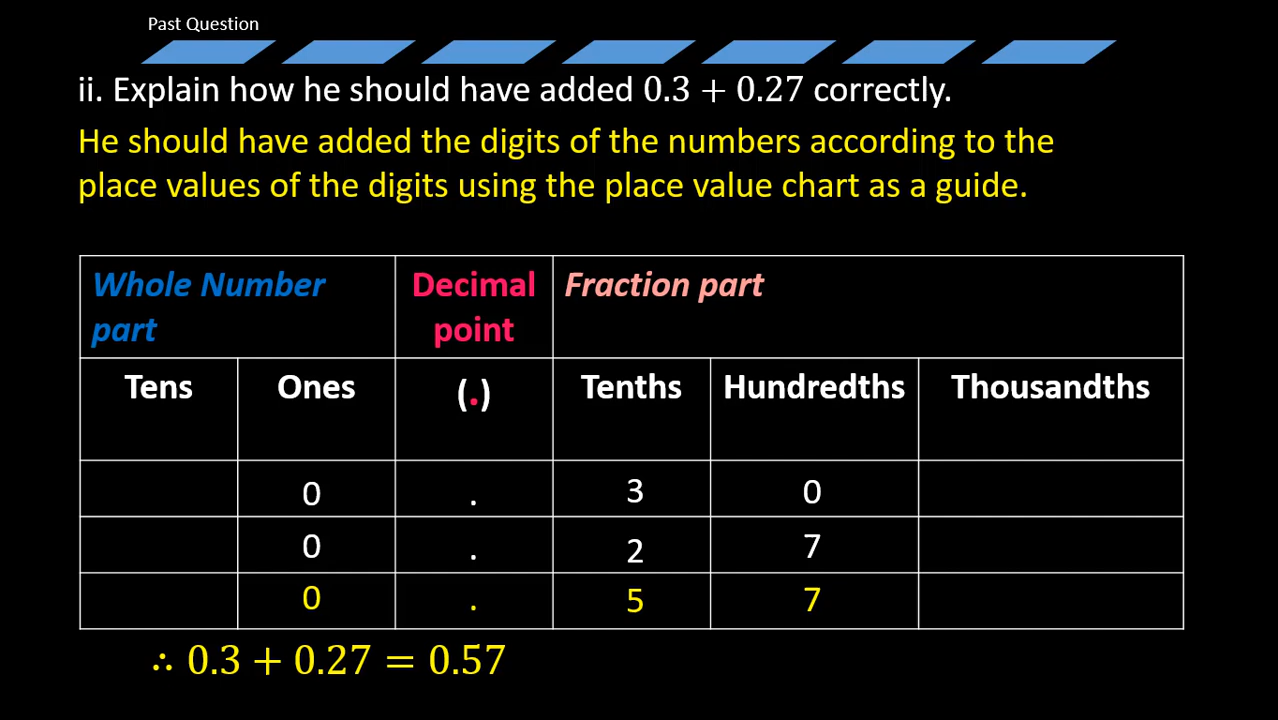 Past Question
ii. Explain how he should have added 0.3 + 0.27 correctly.
He should have added the digits of the numbers according to the
place values of the digits using the place value chart as a guide.
Whole Number part Decimal point Fraction part
Tens Ones (.) Tenths Hundredths Thousandths
0 . 3 0
0 . 2 7
0 . 5 7
∴ 0.3 + 0.27 = 0.57